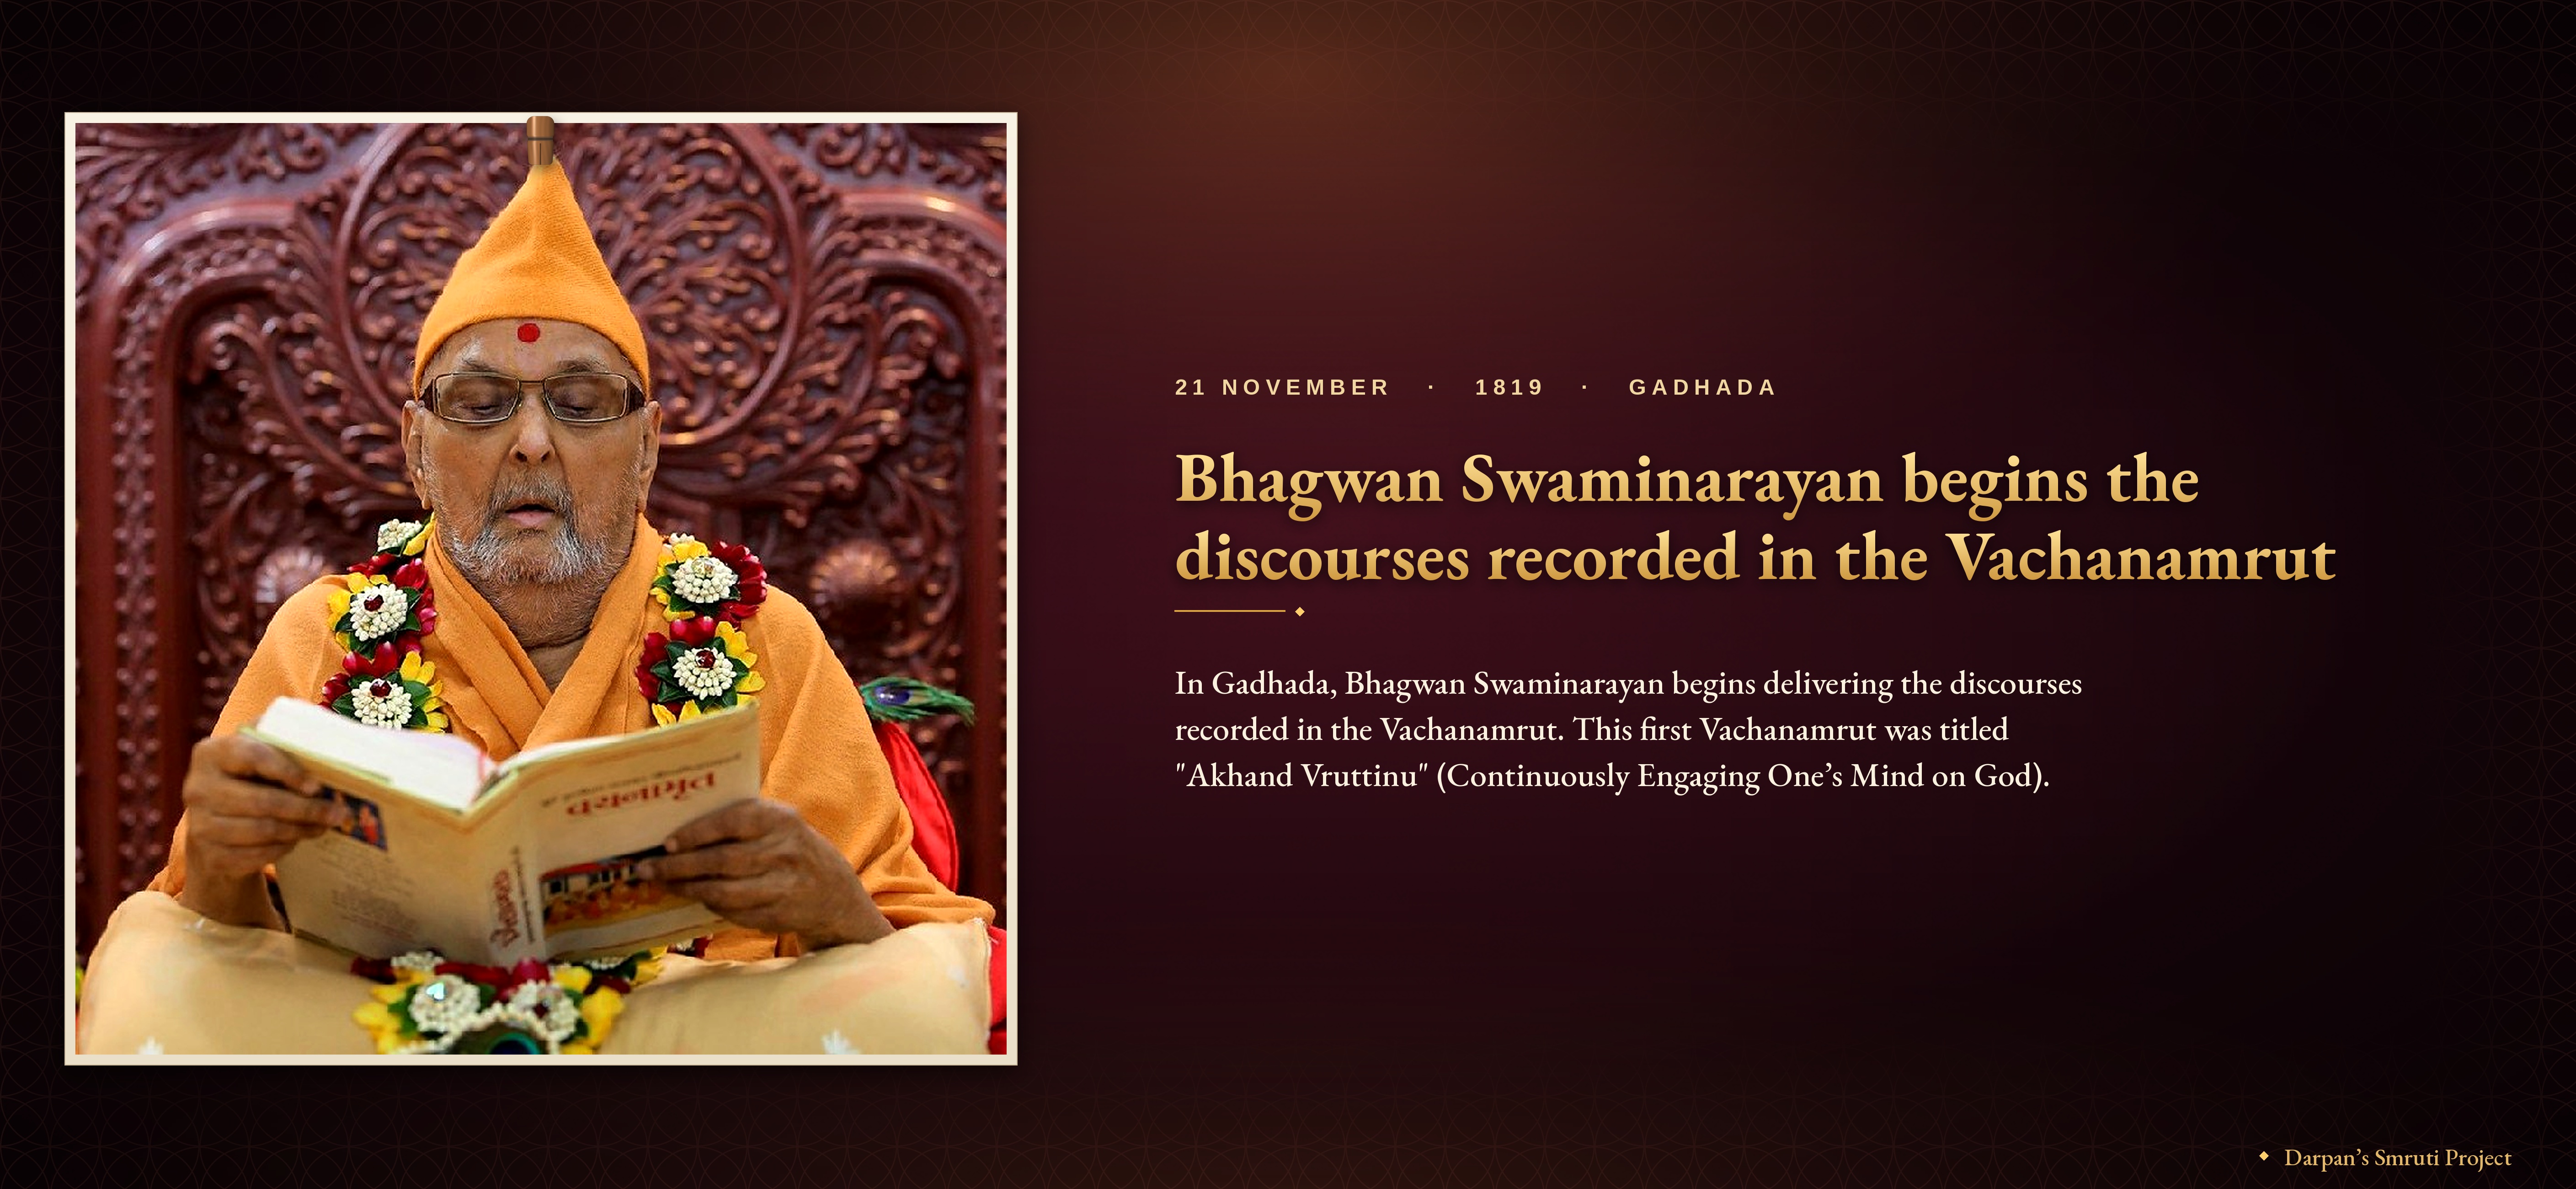 21 NOVEMBER · 1819 · GADHADA
Bhagwan Swaminarayan begins the
discourses recorded in the Vachanamrut
In Gadhada, Bhagwan Swaminarayan begins delivering the discourses
recorded in the Vachanamrut. This first Vachanamrut was titled
"Akhand Vruttinu" (Continuously Engaging One’s Mind on God).
વચનામૃત
Darpan’s Smruti Project